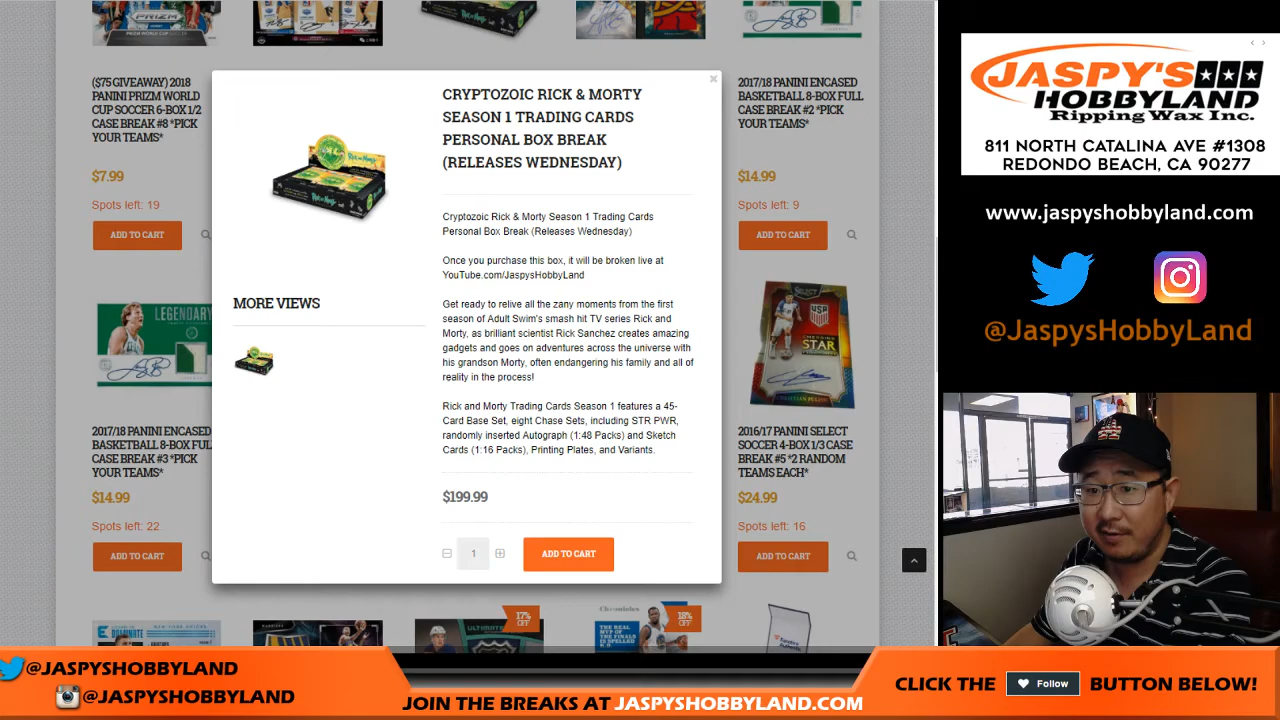 ($75 GIVEAWAY) 2018
PANINI PRIZM WORLD
CUP SOCCER 6-BOX 1/2
CASE BREAK #8 *PICK
YOUR TEAMS*
$7.99
Spots left: 19
ADD TO CART
LEGENDARY
2017/18 PANINI ENCASED
BASKETBALL 8-BOX FUL
CASE BREAK #3 *PICK
YOUR TEAMS*
$14.99
Spots left: 22
ADD TO CART
CRYPTOZOIC RICK & MORTY
SEASON 1 TRADING CARDS
PERSONAL BOX BREAK
(RELEASES WEDNESDAY)
Cryptozoic Rick & Morty Season 1 Trading Cards
Personal Box Break (Releases Wednesday)
Once you purchase this box, it will be broken live at
YouTube.com/JaspysHobbyLand
Get ready to relive all the zany moments from the first
season of Adult Swim's smash hit TV series Rick and
Morty, as brilliant scientist Rick Sanchez creates amazing
gadgets and goes on adventures across the universe with
his grandson Morty, often endangering his family and all of
reality in the process!
Rick and Morty Trading Cards Season 1 features a 45-
Card Base Set, eight Chase Sets, including STR PWR,
randomly inserted Autograph (1:48 Packs) and Sketch
Cards (1:16 Packs), Printing Plates, and Variants.
$199.99
1
ADD TO CART
MORE VIEWS
2017/18 PANINI ENCASED
BASKETBALL 8-BOX FULL
CASE BREAK #2 *PICK
YOUR TEAMS*
$14.99
Spots left: 9
ADD TO CART
SELECT
USA
STAR
2016/17 PANINI SELECT
SOCCER 4-BOX 1/3 CASE
BREAK #5 *2 RANDOM
TEAMS EACH*
$24.99
Spots left: 16
ADD TO CART
17%
OFF
18%
OFF
ULTIMATE
Chronicles
JASPY'S
HOBBYLAND
Ripping Wax Inc.
811 NORTH CATALINA AVE #1308
REDONDO BEACH, CA 90277
www.jaspyshobbyland.com
@JaspysHobbyLand
@JASPYSHOBBYLAND
@JASPYSHOBBYLAND
JOIN THE BREAKS AT JASPYSHOBBYLAND.COM
CLICK THE Follow BUTTON BELOW!